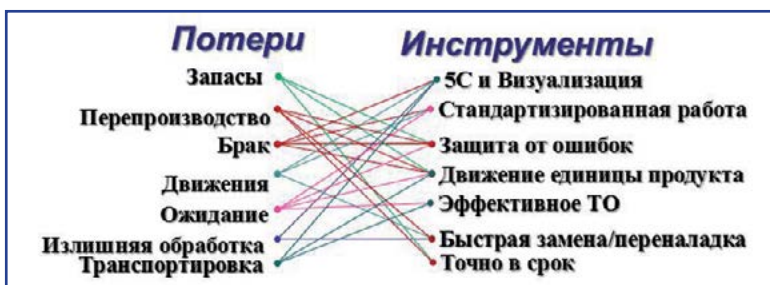 Потери
Инструменты
Запасы
5С и Визуализация
Перепроизводство
Стандартизированная работа
Брак
Защита от ошибок
Движения
Движение единицы продукта
Ожидание
Эффективное ТО
Излишняя обработка
Быстрая замена/переналадка
Транспортировка
Точно в срок